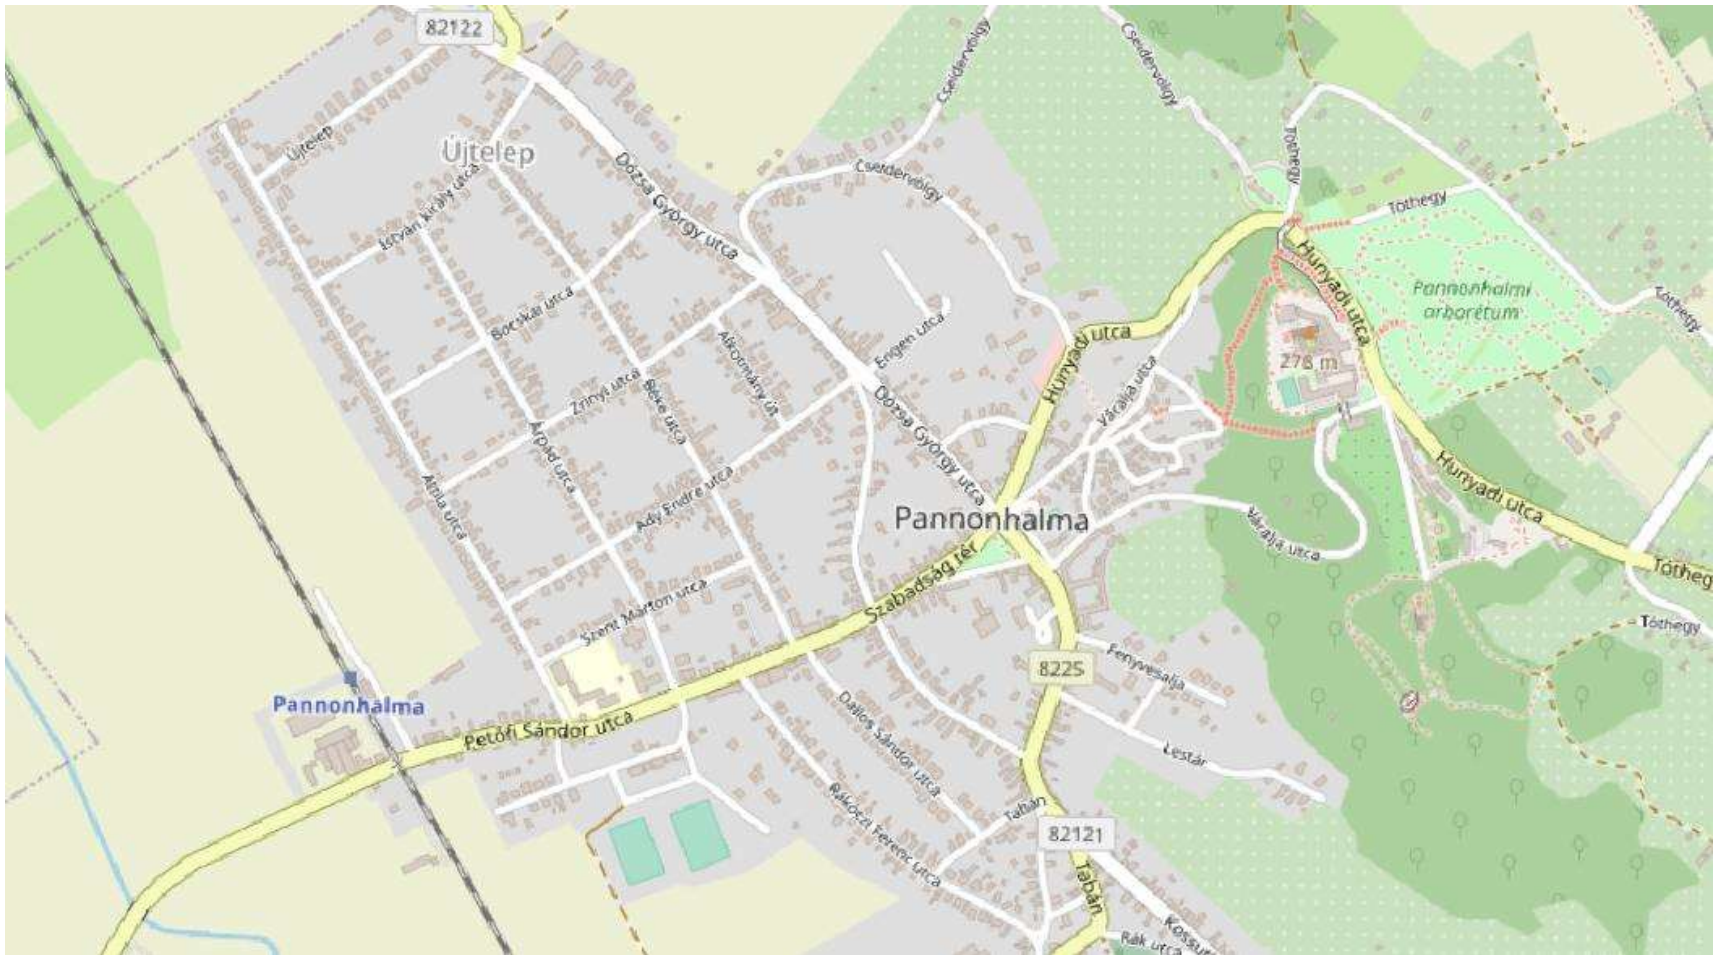 82122
Cseidervölgy
Cseidervölgy
Újtelep
Újtelep
Dózsa György utca
Cseidervölgy
Tóthegy
Tóthegy
István király utca
Hunyadi utca
Pannonhalmi
arborétum
Tóthegy
Bocskai utca
Engen utca
Hunyadi utca
278 m
Alkotmány út
Zrínyi utca
Béke utca
Váralja utca
Dózsa György utca
Árpád utca
Attila utca
Ady Endre utca
Hunyadi utca
Pannonhalma
Váralja utca
Szabadság tér
Tóthegy
Szent Márton utca
Tóthegy
8225
Fenyvesalja
Pannonhalma
Petőfi Sándor utca
Dallos Sándor utca
Lestár
Rákóczi Ferenc utca
Tabán
82121
Tabán
Rák utca
Kossut